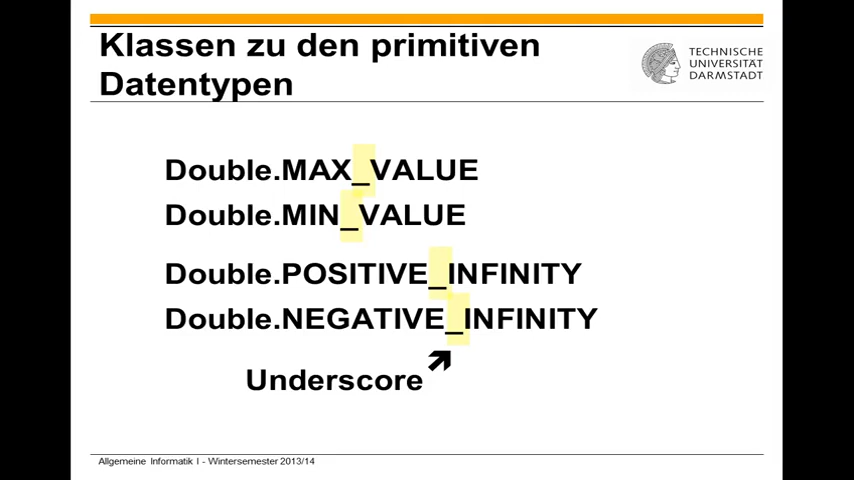 Klassen zu den primitiven
Datentypen
TECHNISCHE
UNIVERSITÄT
DARMSTADT
Double.MAX_VALUE
Double.MIN_VALUE
Double.POSITIVE_INFINITY
Double.NEGATIVE_INFINITY
Underscore
Allgemeine Informatik I - Wintersemester 2013/14